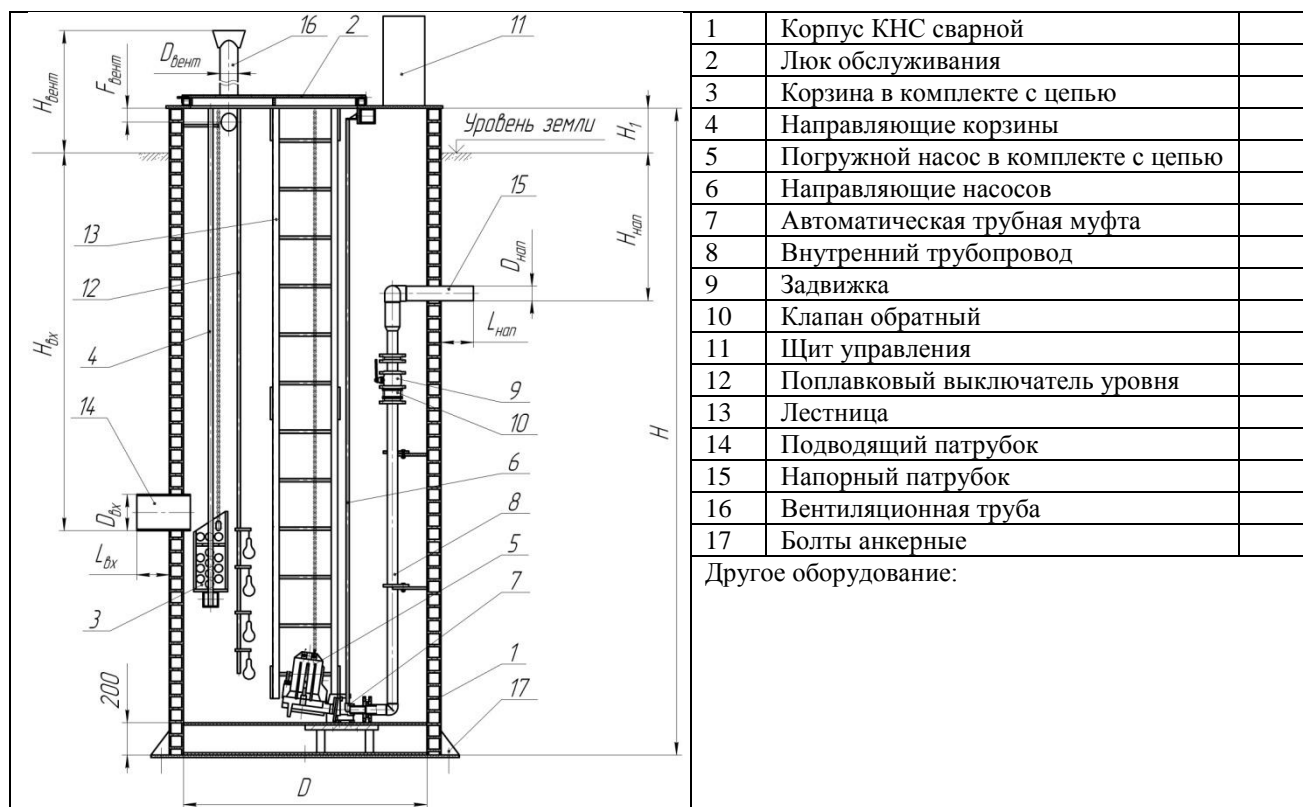 16
2
11
Dвент
Fвент
Hвент
Уровень земли
H1
15
13
Hнап
Dнап
12
Lнап
Hвх
4
9
14
10
H
6
Dвх
8
Lвх
5
7
3
1
200
17
D
1 Корпус КНС сварной
2 Люк обслуживания
3 Корзина в комплекте с цепью
4 Направляющие корзины
5 Погружной насос в комплекте с цепью
6 Направляющие насосов
7 Автоматическая трубная муфта
8 Внутренний трубопровод
9 Задвижка
10 Клапан обратный
11 Щит управления
12 Поплавковый выключатель уровня
13 Лестница
14 Подводящий патрубок
15 Напорный патрубок
16 Вентиляционная труба
17 Болты анкерные
Другое оборудование: